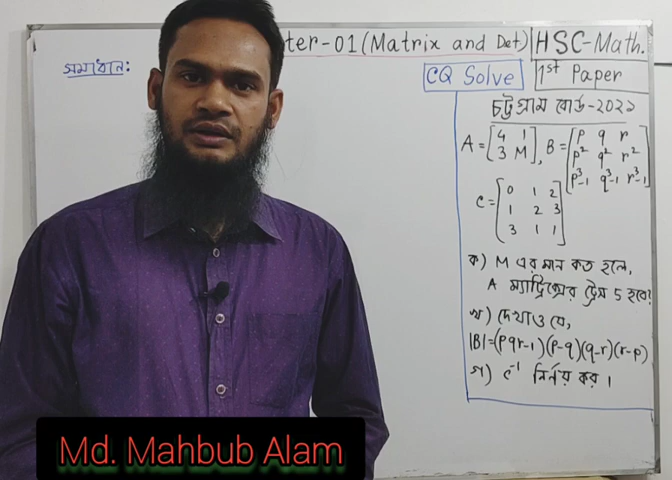 ter-01 (Matrix and Det)
HSC-Math.
সমাধান:
CQ Solve
1st Paper
চট্টগ্রাম বোর্ড-২০২১
A = [4 1; 3 M], B = [p q r; p² q² r²; p³-1 q³-1 r³-1]
C = [0 1 2; 1 2 3; 3 1 1]
ক) M এর মান কত হলে,
A ম্যাট্রিক্সের ট্রেস 5 হবে?
খ) দেখাও যে,
|B| = (pqr-1)(p-q)(q-r)(r-p)
গ) C⁻¹ নির্ণয় কর।
Md. Mahbub Alam